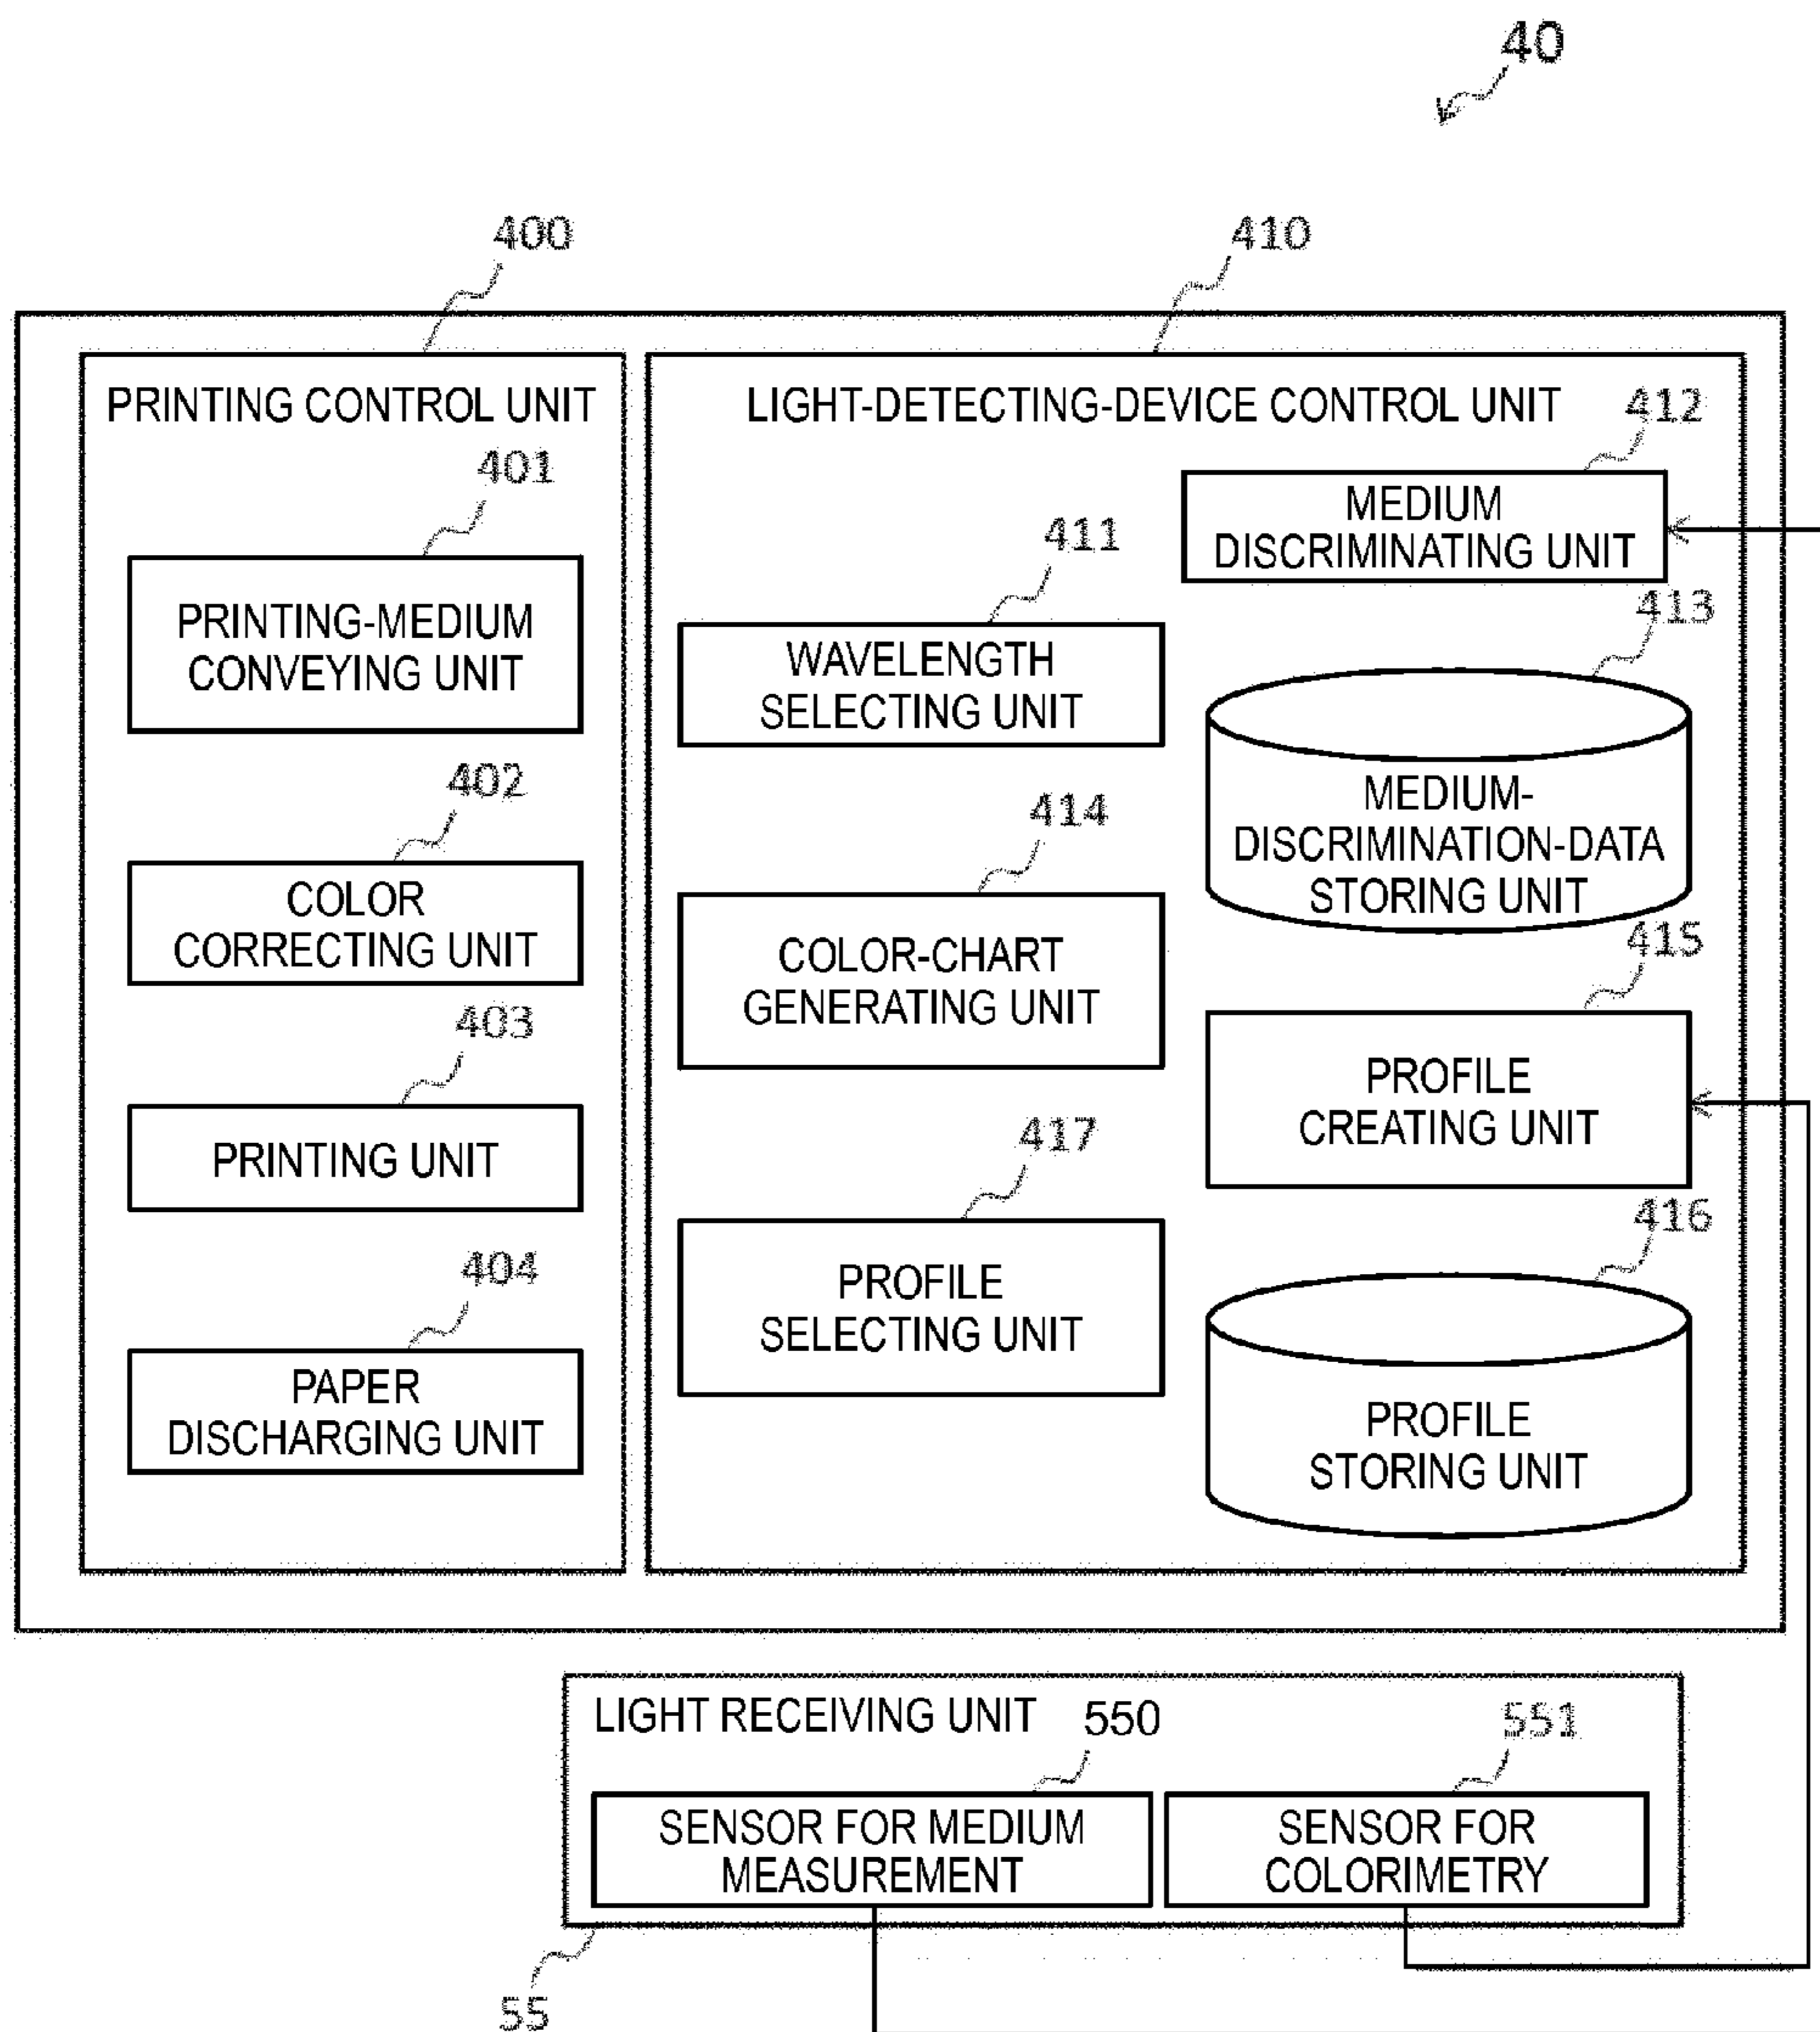 40
400
410
PRINTING CONTROL UNIT
401
PRINTING-MEDIUM
CONVEYING UNIT
402
COLOR
CORRECTING UNIT
403
PRINTING UNIT
404
PAPER
DISCHARGING UNIT
LIGHT-DETECTING-DEVICE CONTROL UNIT
412
MEDIUM
DISCRIMINATING UNIT
411
WAVELENGTH
SELECTING UNIT
413
MEDIUM-
DISCRIMINATION-DATA
STORING UNIT
414
COLOR-CHART
GENERATING UNIT
415
PROFILE
CREATING UNIT
417
PROFILE
SELECTING UNIT
416
PROFILE
STORING UNIT
LIGHT RECEIVING UNIT
550
551
SENSOR FOR MEDIUM
MEASUREMENT
SENSOR FOR
COLORIMETRY
55